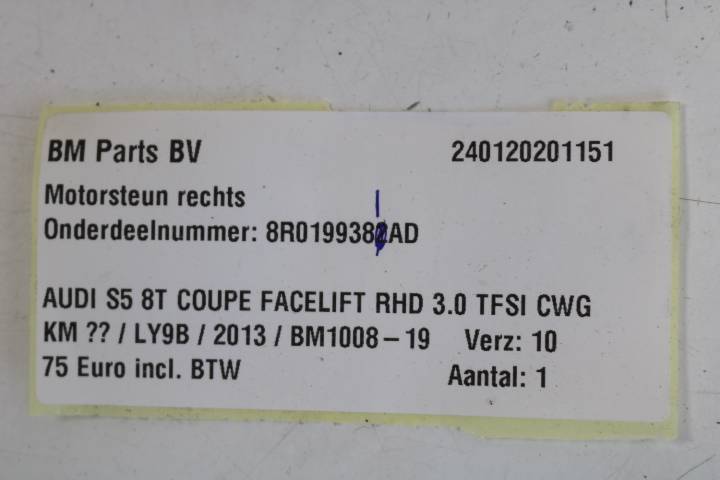 BM Parts BV 240120201151
Motorsteun rechts
Onderdeelnummer: 8R0199382AD
AUDI S5 8T COUPE FACELIFT RHD 3.0 TFSI CWG
KM ?? / LY9B / 2013 / BM1008 – 19 Verz: 10
75 Euro incl. BTW Aantal: 1